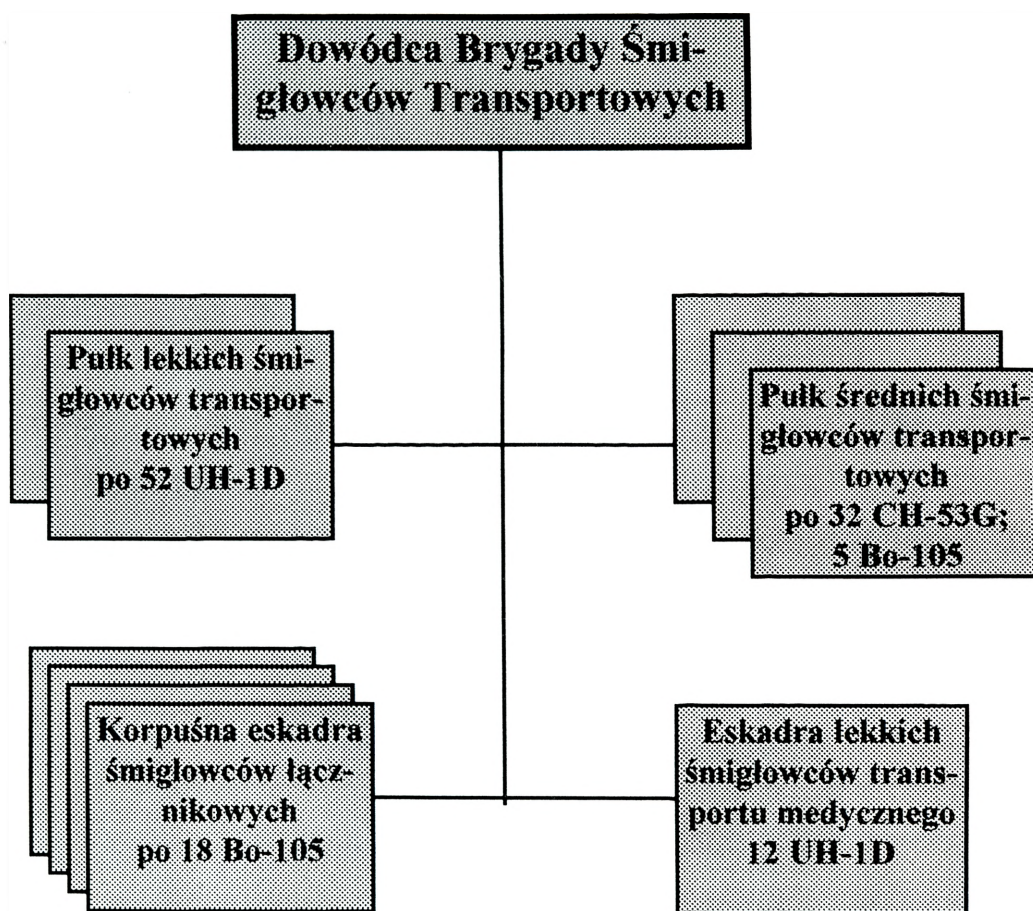 Dowódca Brygady Śmi-
głowców Transportowych
Pułk lekkich śmi-
głowców transpor-
towych
po 52 UH-1D
Pułk średnich śmi-
głowców transpor-
towych
po 32 CH-53G;
5 Bo-105
Korpuśna eskadra
śmigłowców łącz-
nikowych
po 18 Bo-105
Eskadra lekkich
śmigłowców trans-
portu medycznego
12 UH-1D